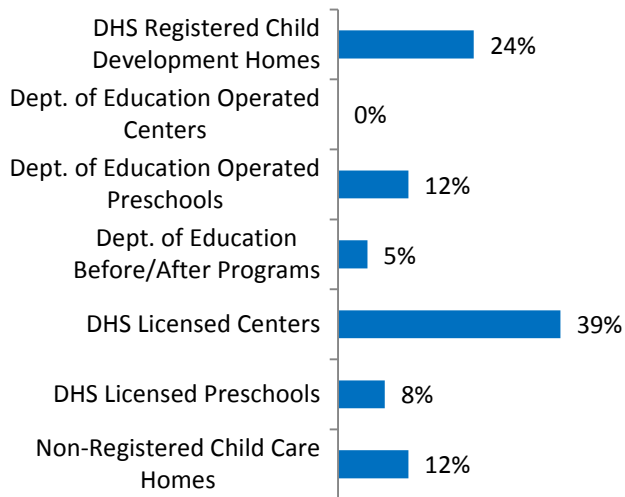 DHS Registered Child
Development Homes
24%
Dept. of Education Operated
Centers
0%
Dept. of Education Operated
Preschools
12%
Dept. of Education
Before/After Programs
5%
DHS Licensed Centers
39%
DHS Licensed Preschools
8%
Non-Registered Child Care
Homes
12%